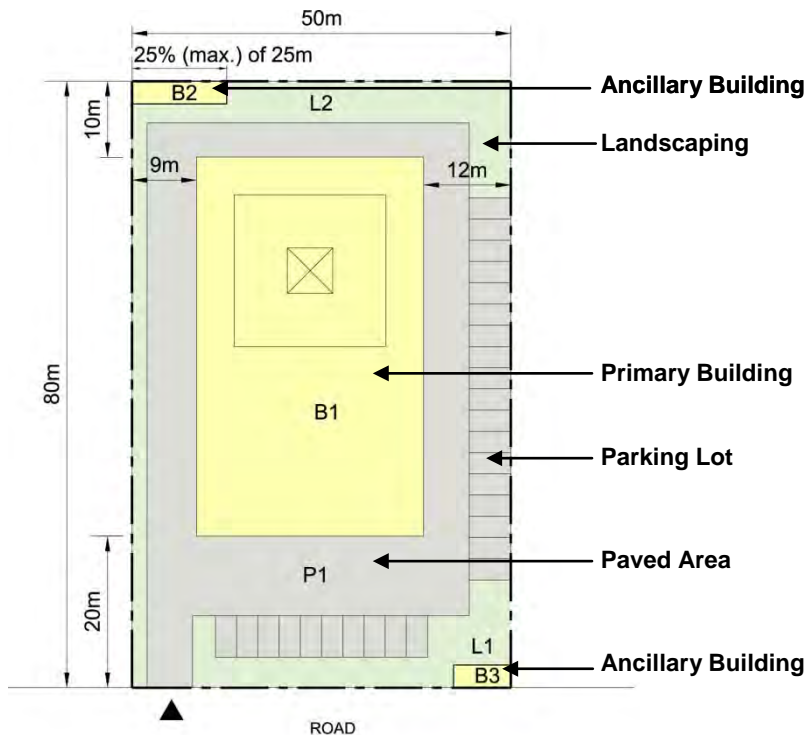 50m
25% (max.) of 25m
B2
Ancillary Building
L2
10m
Landscaping
9m
12m
80m
Primary Building
B1
Parking Lot
Paved Area
P1
20m
L1
Ancillary Building
B3
ROAD